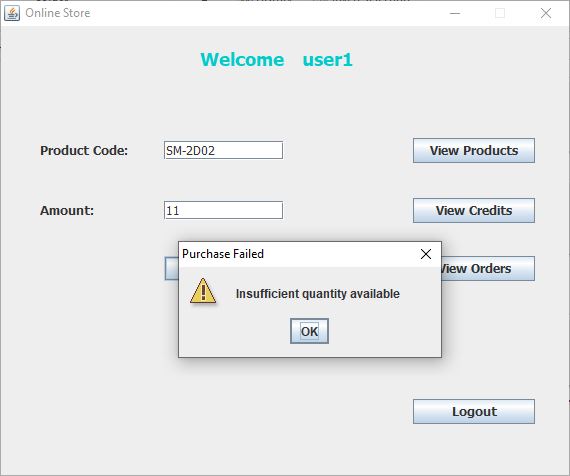 Online Store
Welcome user1
Product Code: SM-2D02 View Products
Amount: 11 View Credits
View Orders
Purchase Failed
Insufficient quantity available
OK
Logout